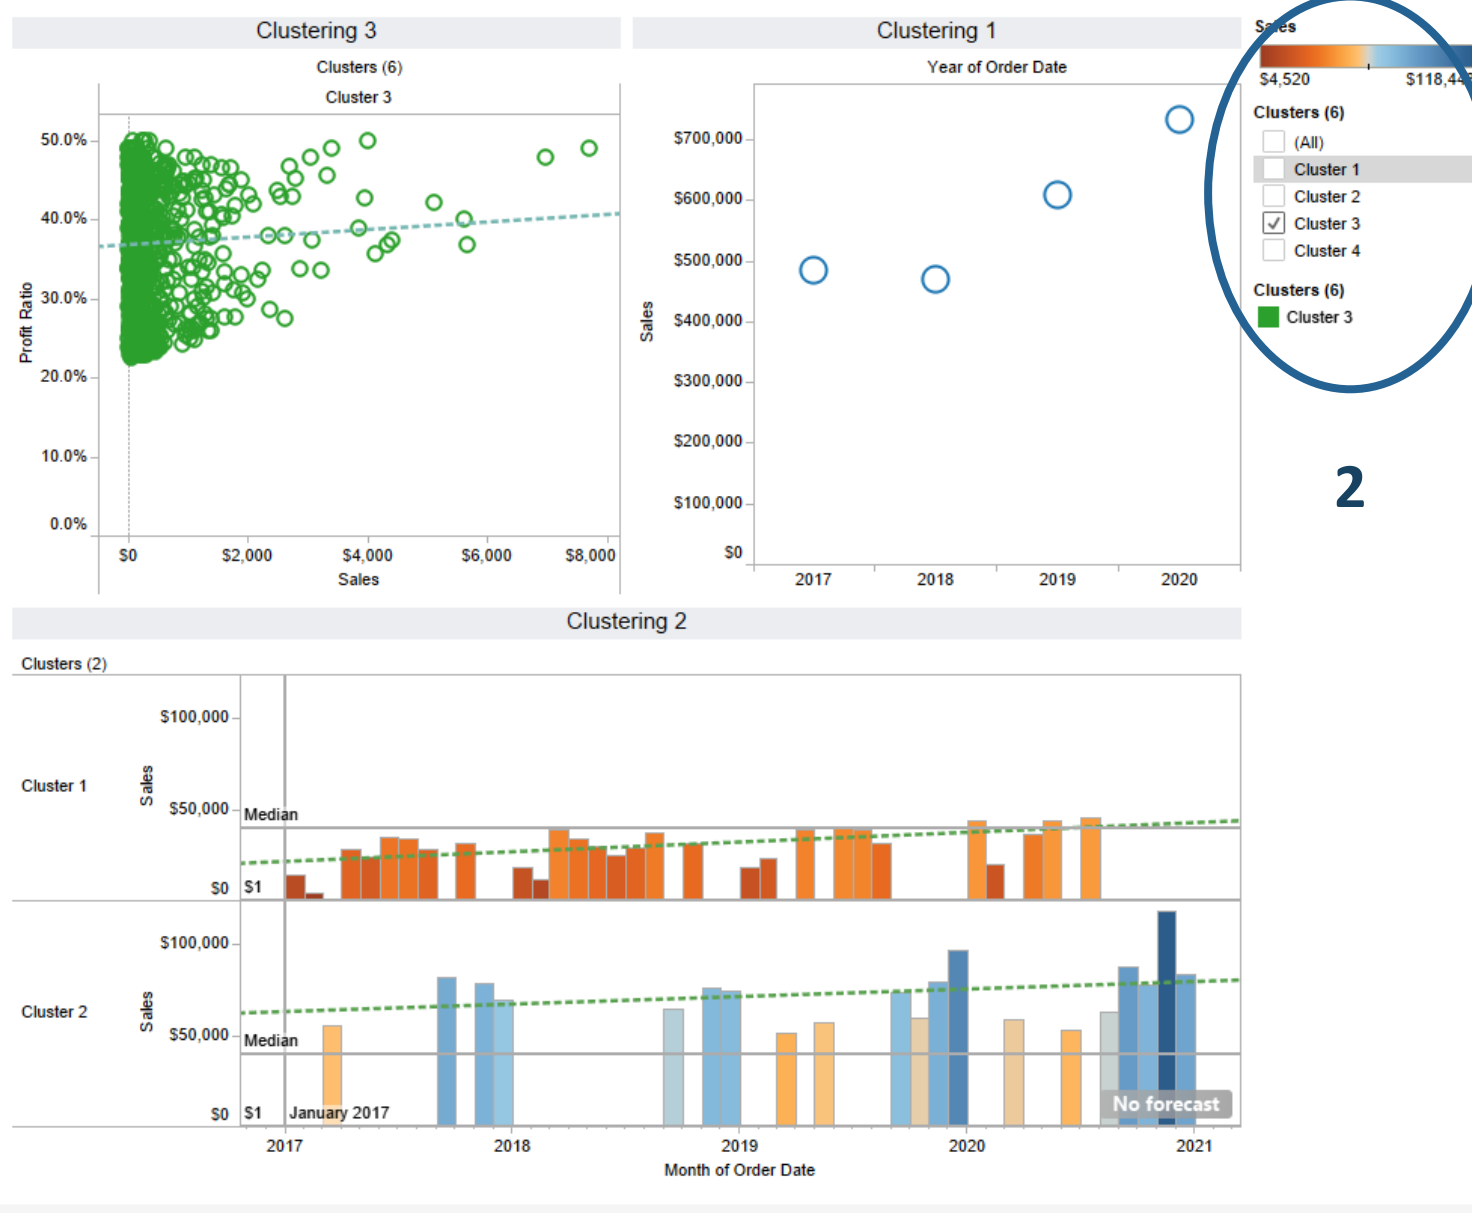 Clustering 3
Clusters (6)
Cluster 3
50.0%
40.0%
30.0%
20.0%
10.0%
0.0%
Profit Ratio
$0 $2,000 $4,000 $6,000 $8,000
Sales
Clustering 1
Year of Order Date
$700,000
$600,000
$500,000
$400,000
$300,000
$200,000
$100,000
$0
Sales
2017 2018 2019 2020
Sales
$4,520 $118,44
Clusters (6)
(All)
Cluster 1
Cluster 2
Cluster 3
Cluster 4
Clusters (6)
Cluster 3
2
Clustering 2
Clusters (2)
Cluster 1
Sales
$100,000
$50,000
$0
Median
$1
Cluster 2
Sales
$100,000
$50,000
$0
Median
$1 January 2017
No forecast
2017 2018 2019 2020 2021
Month of Order Date